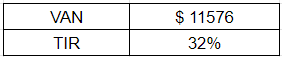 VAN $ 11576
TIR 32%